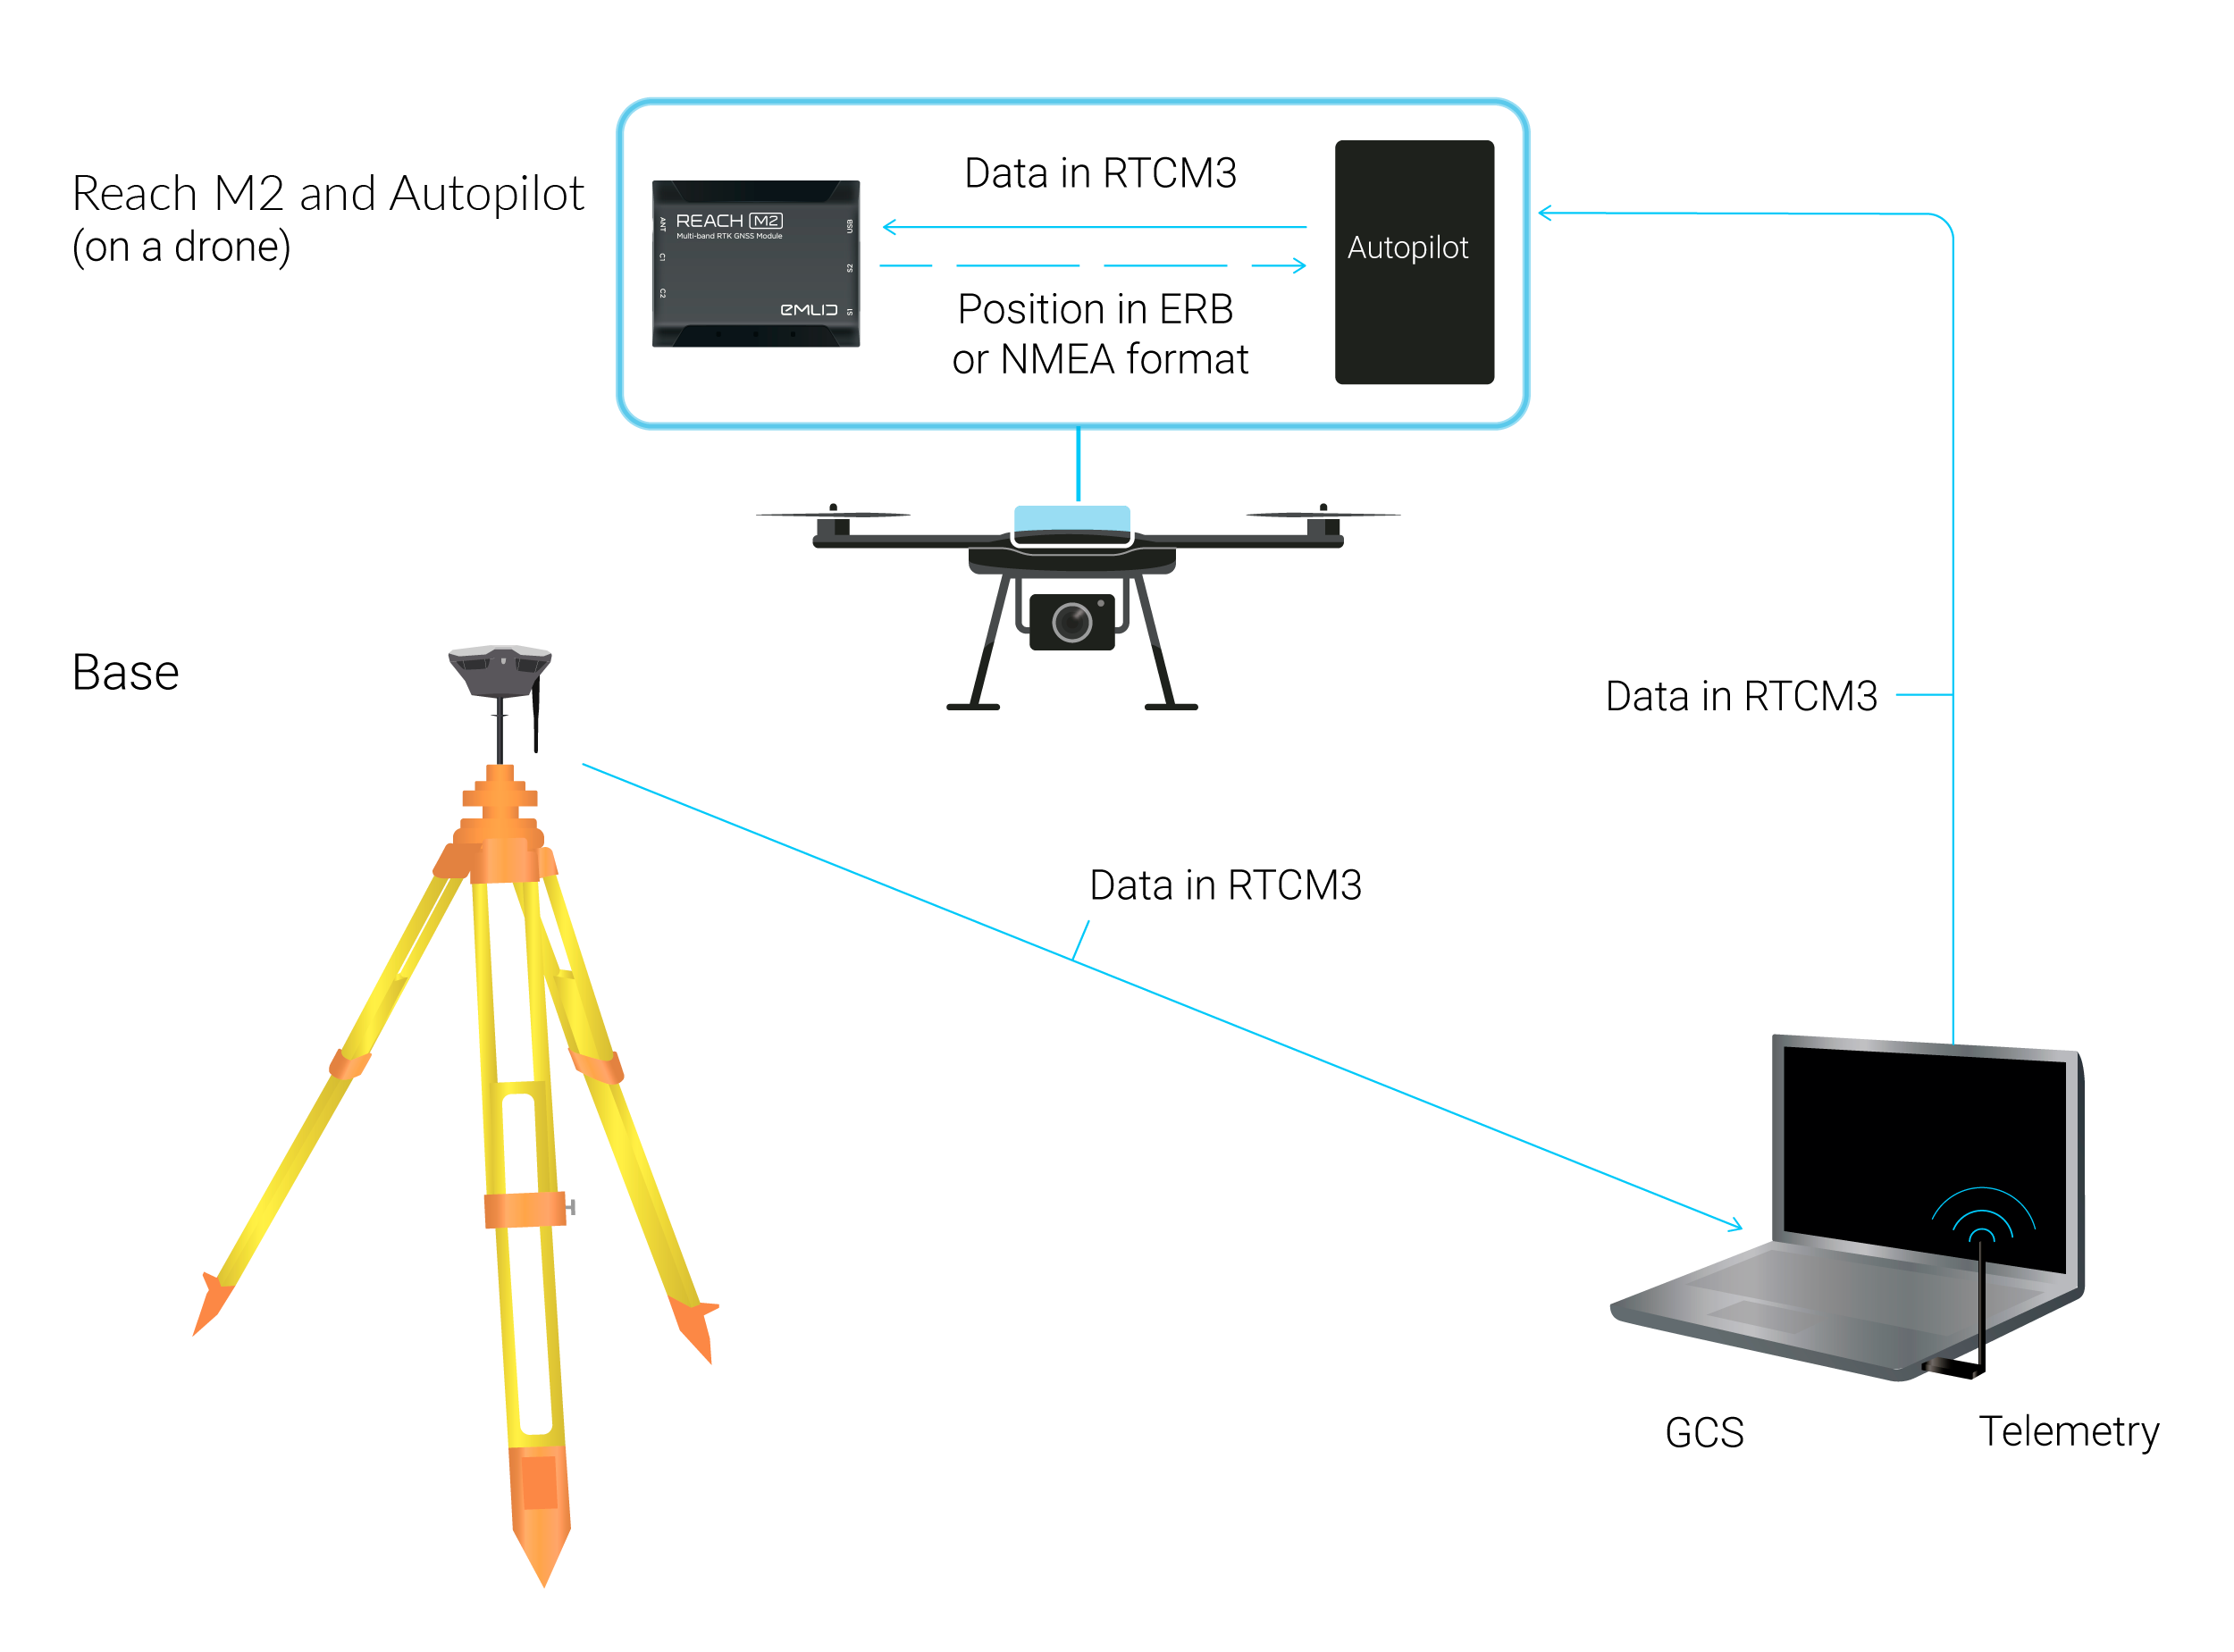 Reach M2 and Autopilot
(on a drone)
ANT
C1
C2
REACH M2
Multi-band RTK GNSS Module
USB
S2
S1
EMLID
Data in RTCM3
Position in ERB
or NMEA format
Autopilot
Base
Data in RTCM3
Data in RTCM3
GCS
Telemetry